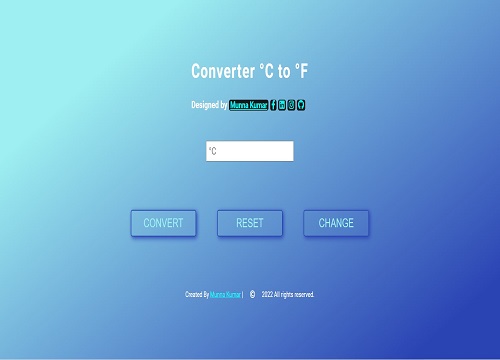 Converter °C to °F
Designed by Munna Kumar
°C
CONVERT RESET CHANGE
Created By Munna Kumar | © 2022 All rights reserved.